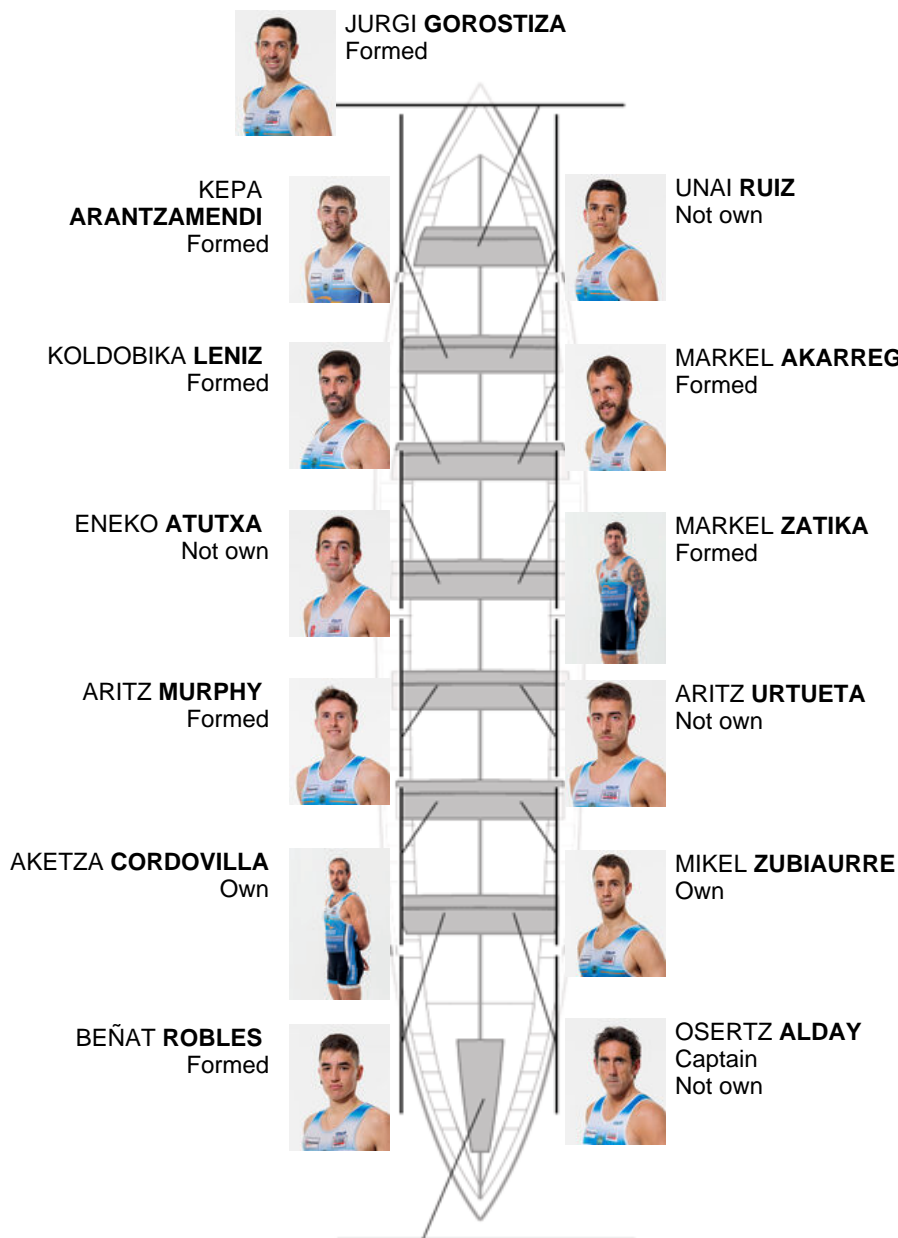 JURGI GOROSTIZA
Formed
KEPA
ARANTZAMENDI
Formed
UNAI RUIZ
Not own
KOLDOBIKA LENIZ
Formed
MARKEL AKARREG
Formed
ENEKO ATUTXA
Not own
MARKEL ZATIKA
Formed
ARITZ MURPHY
Formed
ARITZ URTUETA
Not own
AKETZA CORDOVILLA
Own
MIKEL ZUBIAURRE
Own
BEÑAT ROBLES
Formed
OSERTZ ALDAY
Captain
Not own